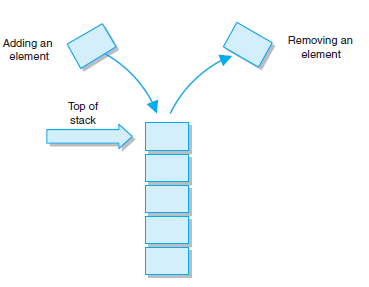 Adding an
element
Removing an
element
Top of
stack